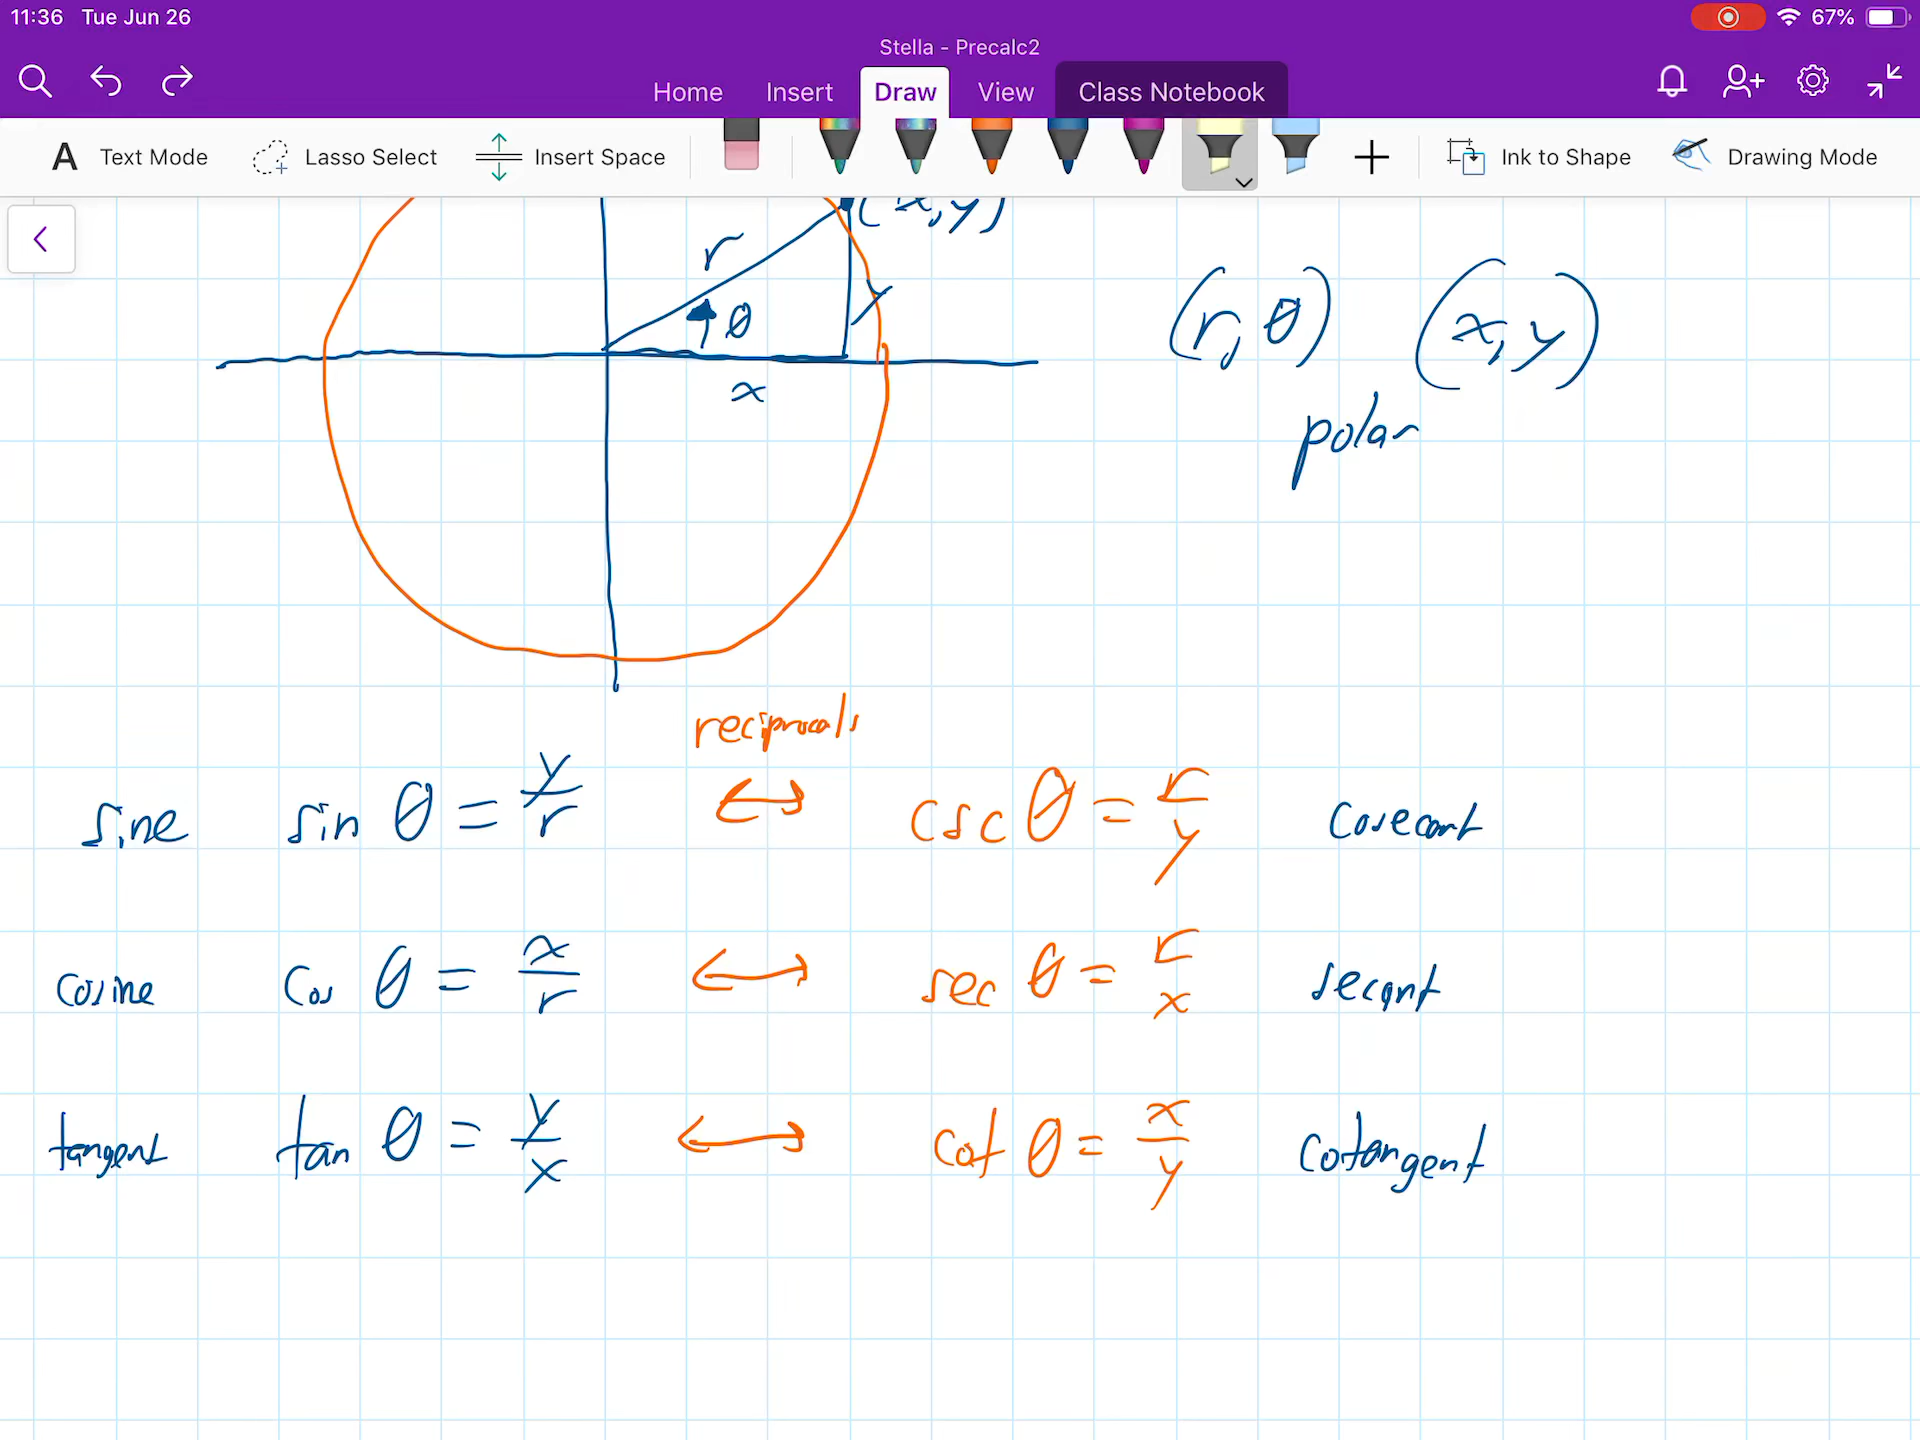 11:36 Tue Jun 26 67%
Stella - Precalc2
Home Insert Draw View Class Notebook
A Text Mode Lasso Select Insert Space Ink to Shape Drawing Mode
(x,y)
r
θ
y
x
(r, θ) (x, y)
polar
reciprocals
sine sin θ = y/r ↔ csc θ = r/y cosecant
cosine cos θ = x/r ↔ sec θ = r/x secant
tangent tan θ = y/x ↔ cot θ = x/y cotangent